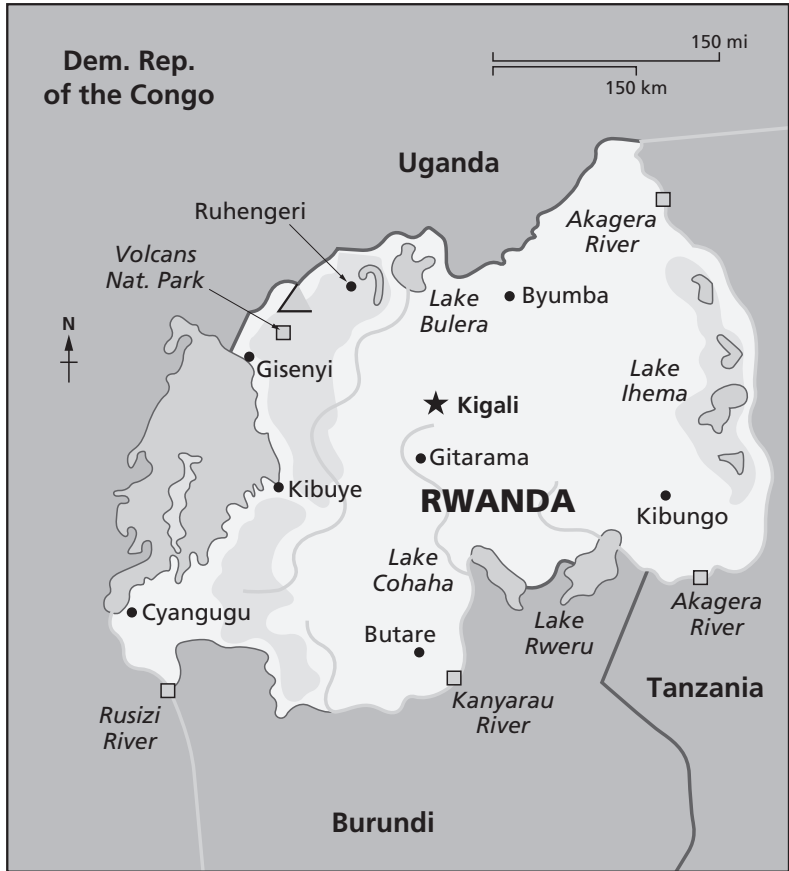 150 mi
150 km
Dem. Rep.
of the Congo
Uganda
Ruhengeri
Akagera
River
Volcans
Nat. Park
Lake
Bulera
Byumba
N
Gisenyi
Lake
Ihema
Kigali
Gitarama
Kibuye
RWANDA
Kibungo
Lake
Cohaha
Cyangugu
Butare
Lake
Rweru
Akagera
River
Tanzania
Rusizi
River
Kanyarau
River
Burundi